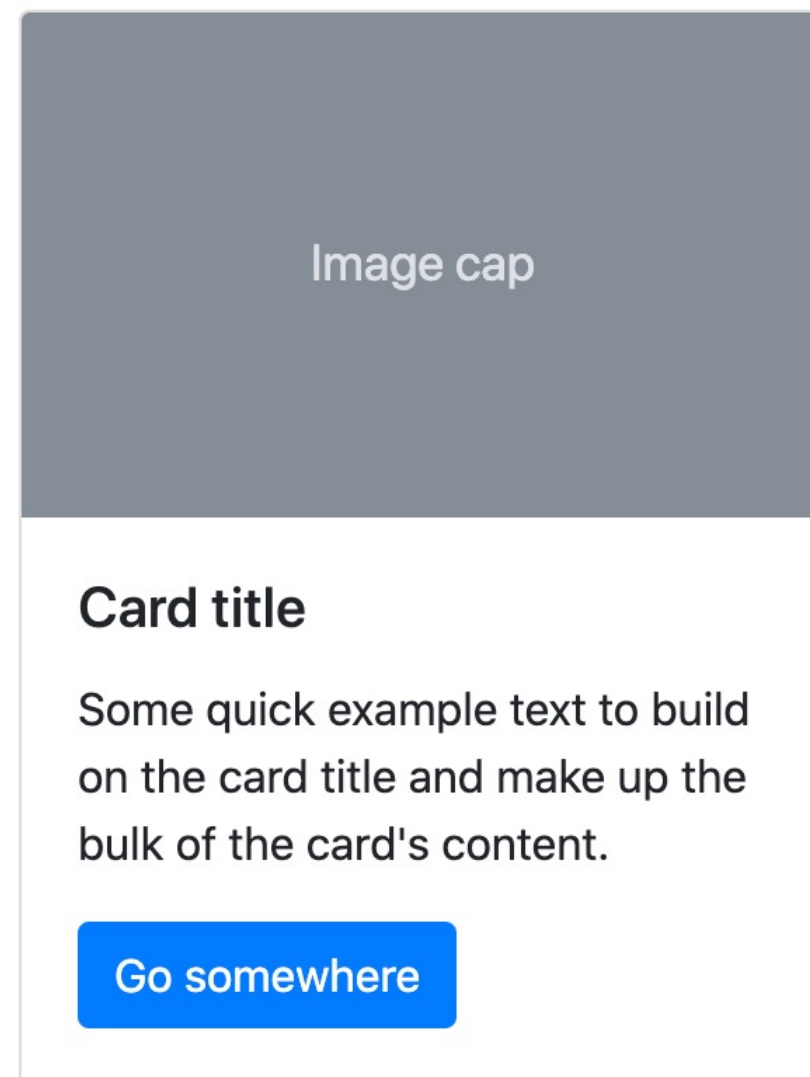 Image cap
Card title
Some quick example text to build
on the card title and make up the
bulk of the card's content.
Go somewhere